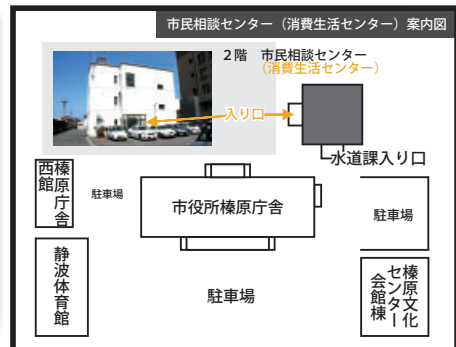 市民相談センター（消費生活センター）案内図
２階　市民相談センター
（消費生活センター）
入り口
水道課入り口
榛原庁舎
西館
駐車場
市役所榛原庁舎
駐車場
静波体育館
駐車場
榛原文化
センター
会館棟